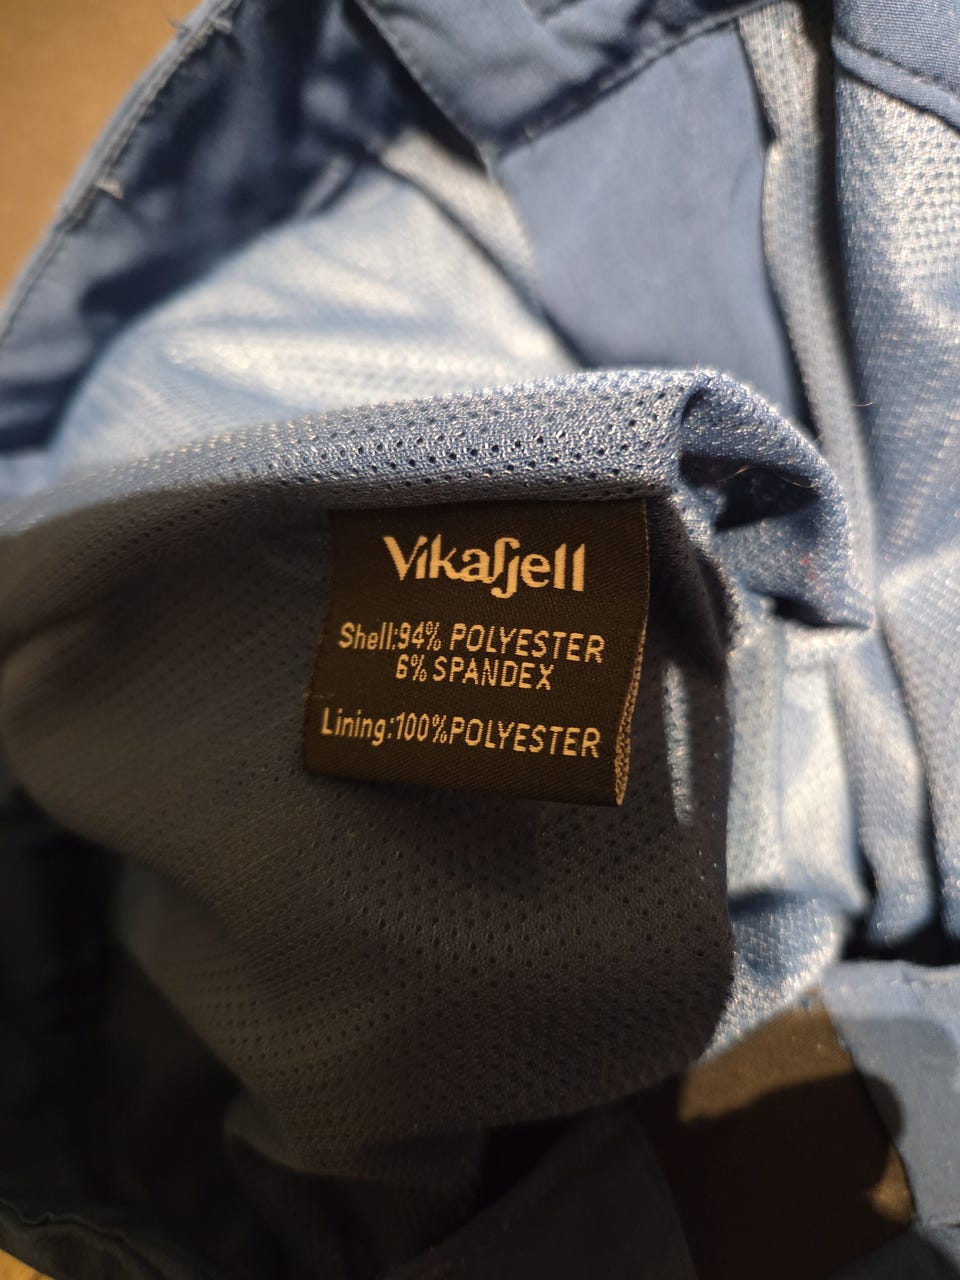 Vikafjell
Shell:94% POLYESTER
6% SPANDEX
Lining:100%POLYESTER